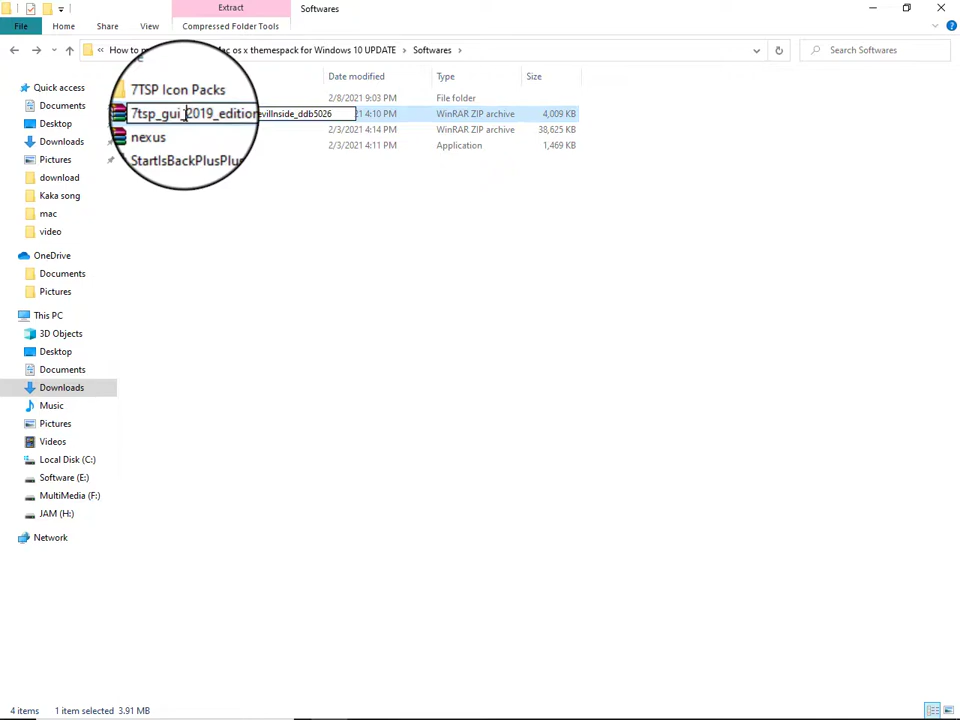 Extract
Softwares
File
Home
Share
View
Compressed Folder Tools
« How to
ac os x themespack for Windows 10 UPDATE > Softwares >
Search Softwares
Quick access
Documents
Desktop
Downloads
Pictures
download
Kaka song
mac
video
OneDrive
Documents
Pictures
This PC
3D Objects
Desktop
Documents
Downloads
Music
Pictures
Videos
Local Disk (C:)
Software (E:)
MultiMedia (F:)
JAM (H:)
Network
Date modified
Type
Size
7TSP Icon Packs
2/8/2021 9:03 PM
File folder
7tsp_gui_2019_edition
evilInside_ddb5026
21 4:10 PM
WinRAR ZIP archive
4,009 KB
nexus
2/3/2021 4:14 PM
WinRAR ZIP archive
38,625 KB
StartIsBackPlusPlus
2/3/2021 4:11 PM
Application
1,469 KB
4 items
1 item selected 3.91 MB